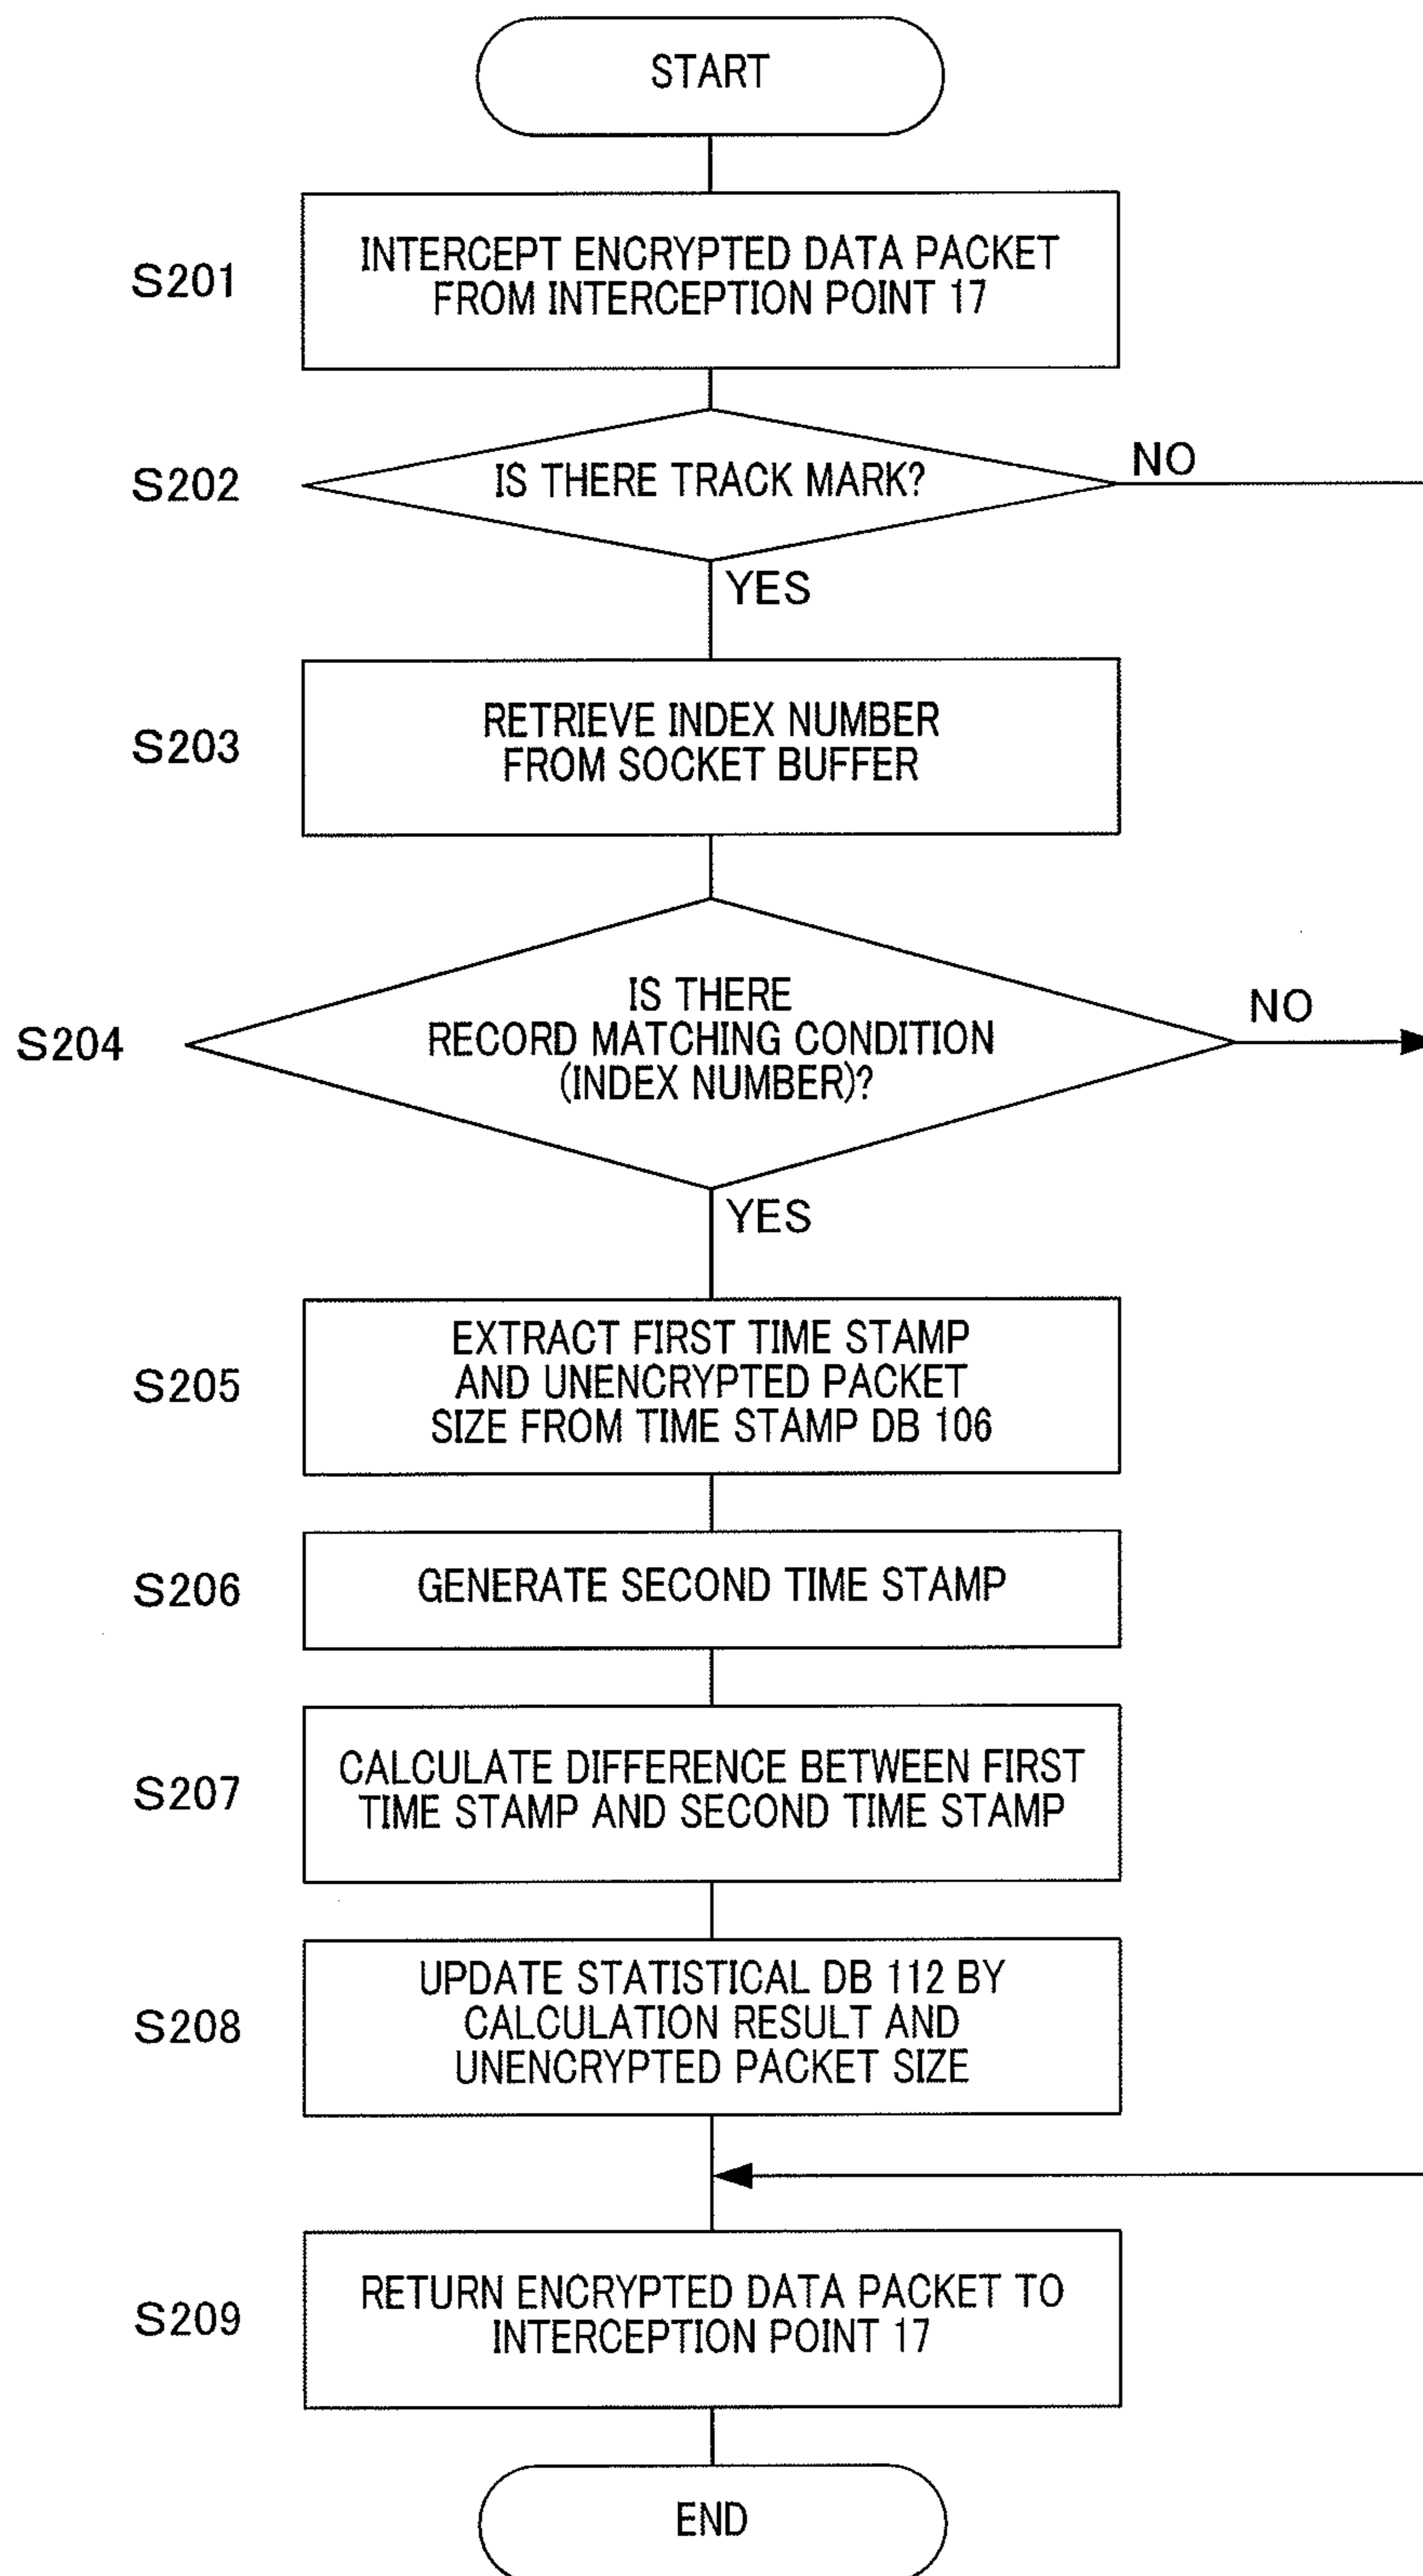 START
S201
INTERCEPT ENCRYPTED DATA PACKET
FROM INTERCEPTION POINT 17
S202
IS THERE TRACK MARK?
NO
YES
S203
RETRIEVE INDEX NUMBER
FROM SOCKET BUFFER
S204
IS THERE
RECORD MATCHING CONDITION
(INDEX NUMBER)?
NO
YES
S205
EXTRACT FIRST TIME STAMP
AND UNENCRYPTED PACKET
SIZE FROM TIME STAMP DB 106
S206
GENERATE SECOND TIME STAMP
S207
CALCULATE DIFFERENCE BETWEEN FIRST
TIME STAMP AND SECOND TIME STAMP
S208
UPDATE STATISTICAL DB 112 BY
CALCULATION RESULT AND
UNENCRYPTED PACKET SIZE
S209
RETURN ENCRYPTED DATA PACKET TO
INTERCEPTION POINT 17
END